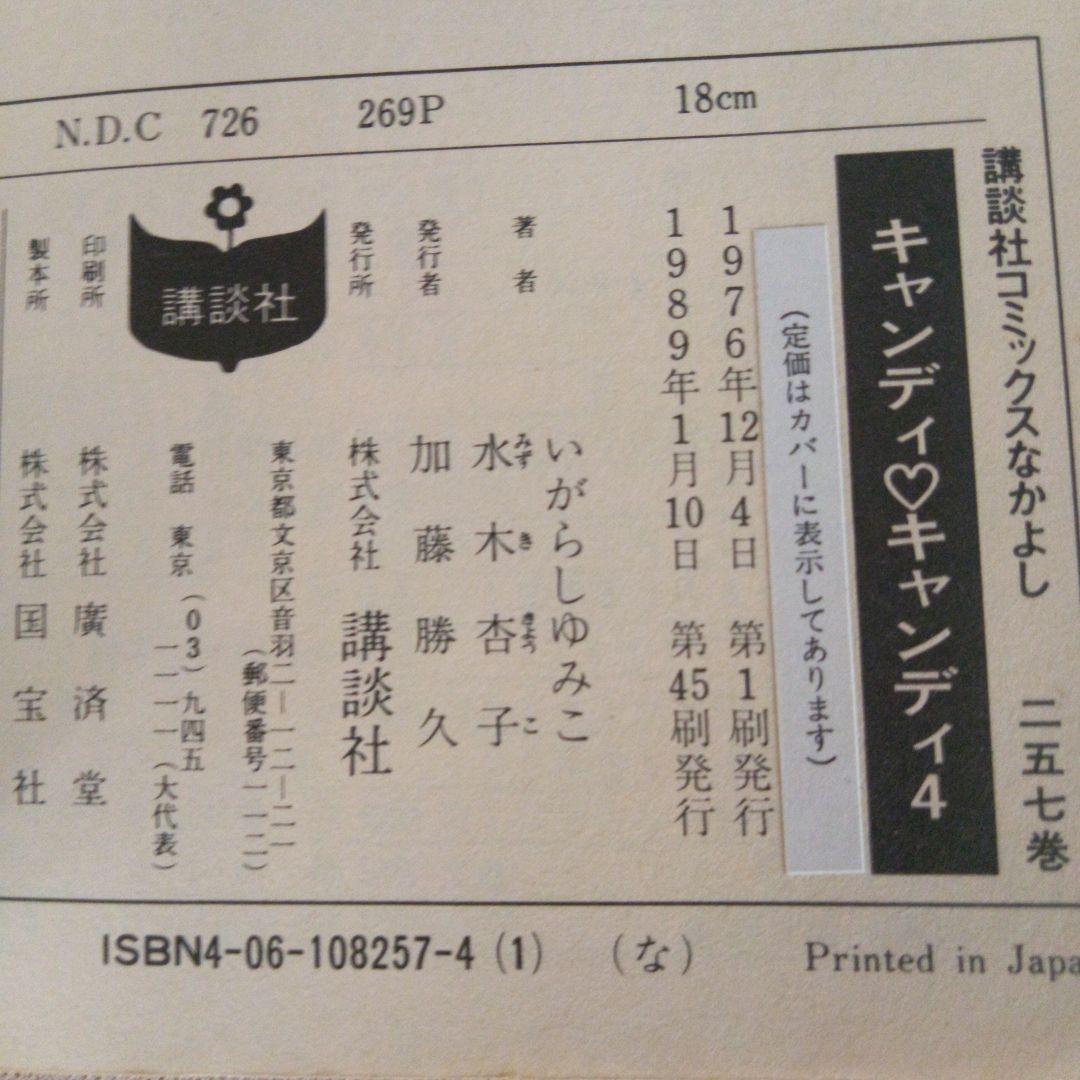 N.D.C 726 269P 18cm
講談社コミックスなかよし 二五七巻
キャンディ♡キャンディ4
(定価はカバーに表示してあります)
1976年12月4日 第1刷発行
1989年1月10日 第45刷発行
著者 いがらしゆみこ
水木杏子
みずききょうこ
発行者 加藤勝久
発行所 株式会社 講談社
東京都文京区音羽二―一二―二一
(郵便番号一一二)
電話 東京(03)九四五
一一一一(大代表)
講談社
印刷所 株式会社 廣済堂
製本所 株式会社 国宝社
ISBN4-06-108257-4 (1) (な) Printed in Japa